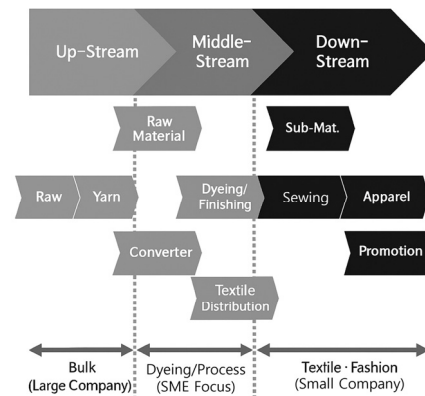 Up-Stream
Middle-
Stream
Down-
Stream
Raw
Material
Sub-Mat.
Raw
Yarn
Dyeing/
Finishing
Sewing
Apparel
Converter
Promotion
Textile
Distribution
Bulk
(Large Company)
Dyeing/Process
(SME Focus)
Textile · Fashion
(Small Company)